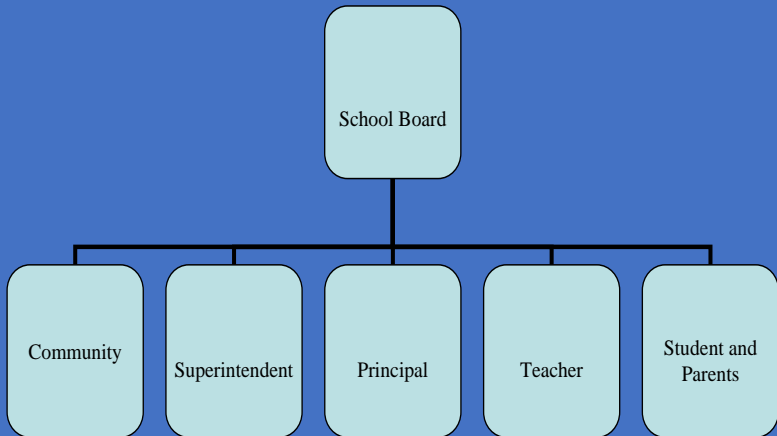 School Board
Community
Superintendent
Principal
Teacher
Student and
Parents